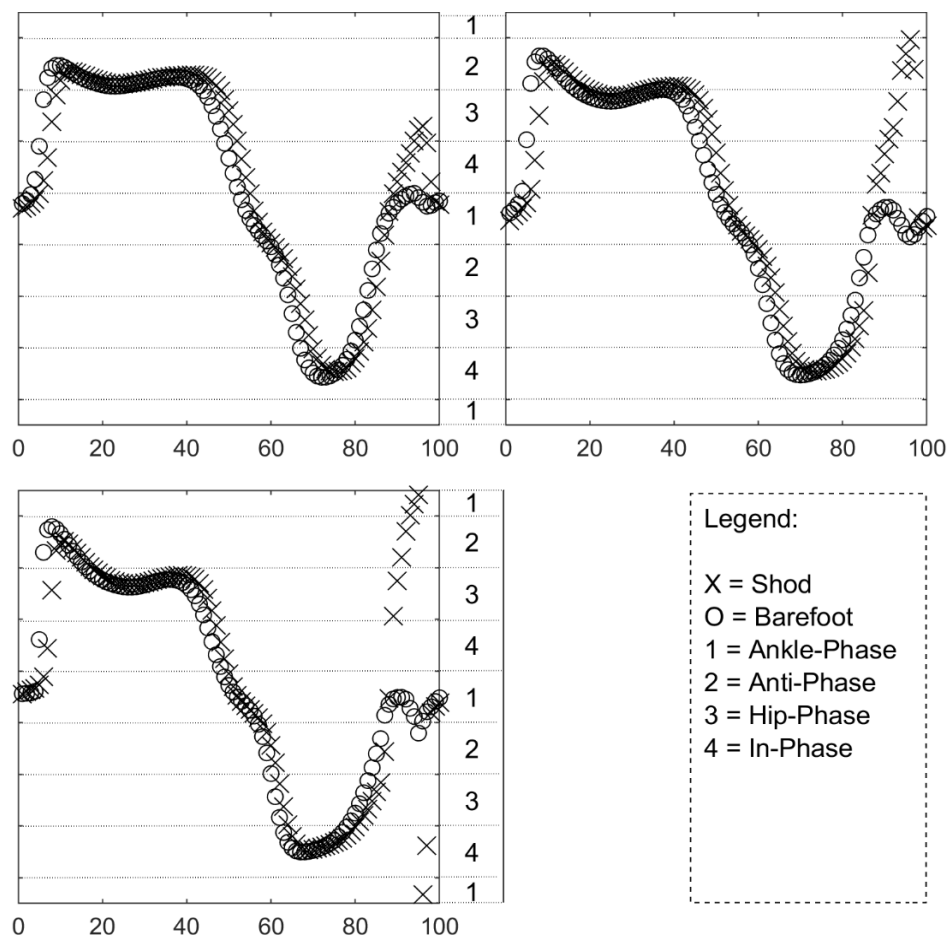 1
2
3
4
1
2
3
4
1
0 20 40 60 80 100
0 20 40 60 80 100
1
2
3
4
1
2
3
4
1
0 20 40 60 80 100
Legend:
X = Shod
O = Barefoot
1 = Ankle-Phase
2 = Anti-Phase
3 = Hip-Phase
4 = In-Phase